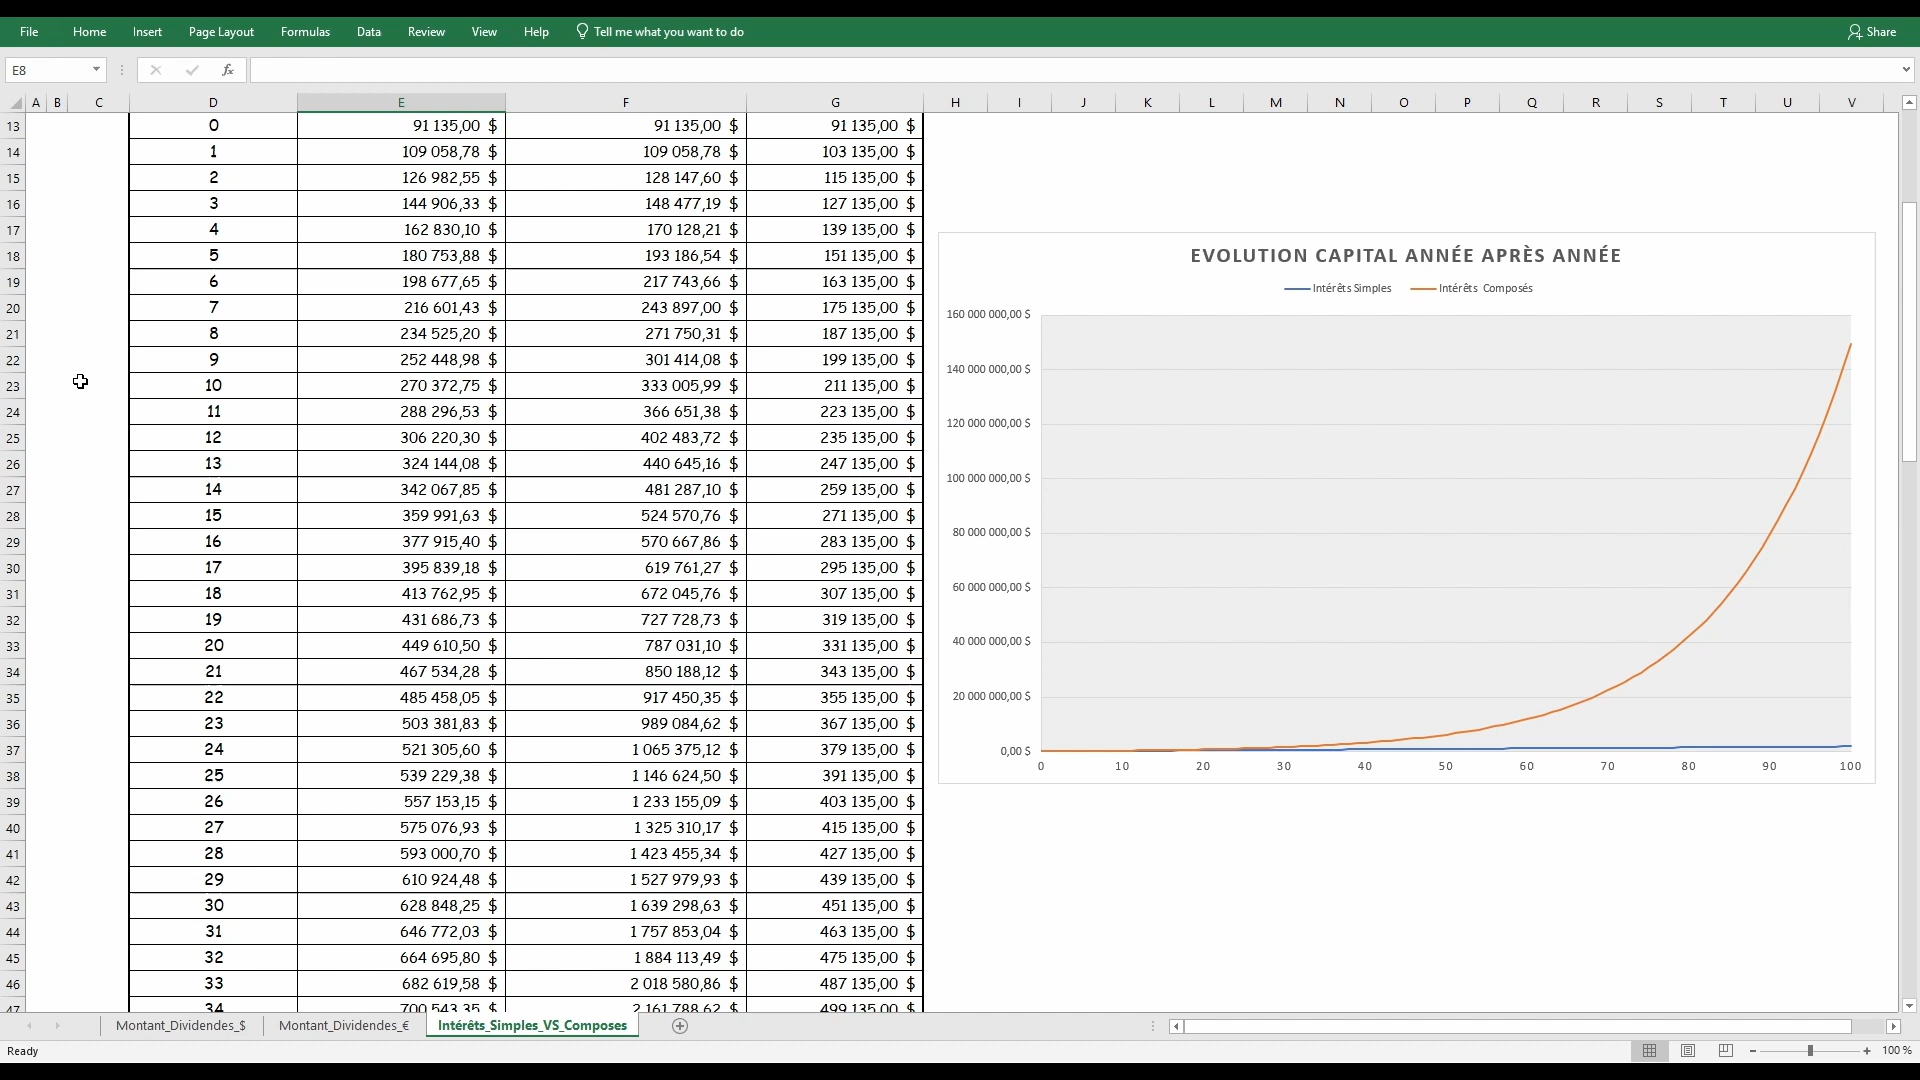 File Home Insert Page Layout Formulas Data Review View Help Tell me what you want to do Share
E8 fx
A B C D E F G H I J K L M N O P Q R S T U V
13 0 91 135,00 $ 91 135,00 $ 91 135,00 $
14 1 109 058,78 $ 109 058,78 $ 103 135,00 $
15 2 126 982,55 $ 128 147,60 $ 115 135,00 $
16 3 144 906,33 $ 148 477,19 $ 127 135,00 $
17 4 162 830,10 $ 170 128,21 $ 139 135,00 $
18 5 180 753,88 $ 193 186,54 $ 151 135,00 $
19 6 198 677,65 $ 217 743,66 $ 163 135,00 $
20 7 216 601,43 $ 243 897,00 $ 175 135,00 $
21 8 234 525,20 $ 271 750,31 $ 187 135,00 $
22 9 252 448,98 $ 301 414,08 $ 199 135,00 $
23 10 270 372,75 $ 333 005,99 $ 211 135,00 $
24 11 288 296,53 $ 366 651,38 $ 223 135,00 $
25 12 306 220,30 $ 402 483,72 $ 235 135,00 $
26 13 324 144,08 $ 440 645,16 $ 247 135,00 $
27 14 342 067,85 $ 481 287,10 $ 259 135,00 $
28 15 359 991,63 $ 524 570,76 $ 271 135,00 $
29 16 377 915,40 $ 570 667,86 $ 283 135,00 $
30 17 395 839,18 $ 619 761,27 $ 295 135,00 $
31 18 413 762,95 $ 672 045,76 $ 307 135,00 $
32 19 431 686,73 $ 727 728,73 $ 319 135,00 $
33 20 449 610,50 $ 787 031,10 $ 331 135,00 $
34 21 467 534,28 $ 850 188,12 $ 343 135,00 $
35 22 485 458,05 $ 917 450,35 $ 355 135,00 $
36 23 503 381,83 $ 989 084,62 $ 367 135,00 $
37 24 521 305,60 $ 1 065 375,12 $ 379 135,00 $
38 25 539 229,38 $ 1 146 624,50 $ 391 135,00 $
39 26 557 153,15 $ 1 233 155,09 $ 403 135,00 $
40 27 575 076,93 $ 1 325 310,17 $ 415 135,00 $
41 28 593 000,70 $ 1 423 455,34 $ 427 135,00 $
42 29 610 924,48 $ 1 527 979,93 $ 439 135,00 $
43 30 628 848,25 $ 1 639 298,63 $ 451 135,00 $
44 31 646 772,03 $ 1 757 853,04 $ 463 135,00 $
45 32 664 695,80 $ 1 884 113,49 $ 475 135,00 $
46 33 682 619,58 $ 2 018 580,86 $ 487 135,00 $
47 34 700 543,35 $ 2 161 788,62 $ 499 135,00 $
EVOLUTION CAPITAL ANNÉE APRÈS ANNÉE
Intérêts Simples Intérêts Composés
160 000 000,00 $
140 000 000,00 $
120 000 000,00 $
100 000 000,00 $
80 000 000,00 $
60 000 000,00 $
40 000 000,00 $
20 000 000,00 $
0,00 $
0 10 20 30 40 50 60 70 80 90 100
Montant_Dividendes_$ Montant_Dividendes_€ Intérêts_Simples_VS_Composes
Ready 100 %